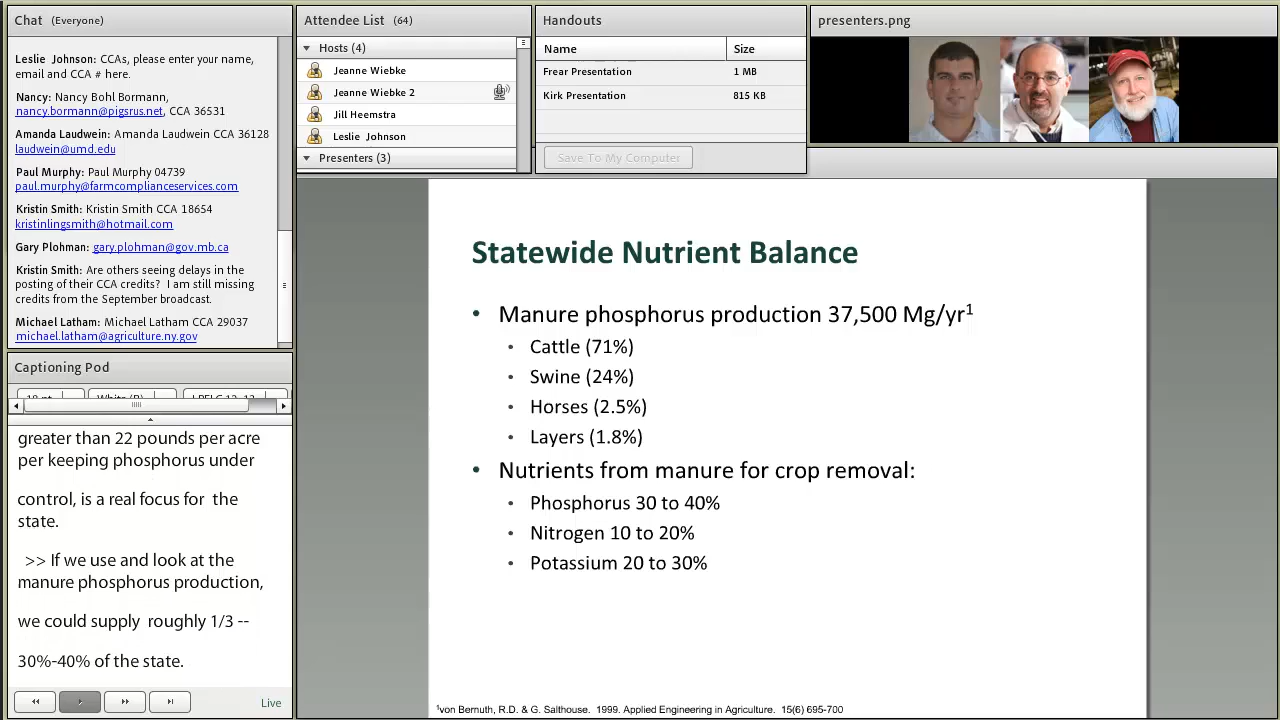 Chat (Everyone)
Leslie Johnson: CCAs, please enter your name,
email and CCA # here.
Nancy: Nancy Bohl Bormann,
nancy.bormann@pigsrus.net, CCA 36531
Amanda Laudwein: Amanda Laudwein CCA 36128
laudwein@umd.edu
Paul Murphy: Paul Murphy 04739
paul.murphy@farmcomplianceservices.com
Kristin Smith: Kristin Smith CCA 18654
kristinlingsmith@hotmail.com
Gary Plohman: gary.plohman@gov.mb.ca
Kristin Smith: Are others seeing delays in the
posting of their CCA credits? I am still missing
credits from the September broadcast.
Michael Latham: Michael Latham CCA 29037
michael.latham@agriculture.ny.gov
Captioning Pod
greater than 22 pounds per acre
per keeping phosphorus under
control, is a real focus for the
state.
>> If we use and look at the
manure phosphorus production,
we could supply roughly 1/3 --
30%-40% of the state.
Live
Attendee List (64)
Hosts (4)
Jeanne Wiebke
Jeanne Wiebke 2
Jill Heemstra
Leslie Johnson
Presenters (3)
Handouts
Name Size
Frear Presentation 1 MB
Kirk Presentation 815 KB
Save To My Computer
presenters.png
Statewide Nutrient Balance
• Manure phosphorus production 37,500 Mg/yr1
• Cattle (71%)
• Swine (24%)
• Horses (2.5%)
• Layers (1.8%)
• Nutrients from manure for crop removal:
• Phosphorus 30 to 40%
• Nitrogen 10 to 20%
• Potassium 20 to 30%
1von Bernuth, R.D. & G. Salthouse. 1999. Applied Engineering in Agriculture. 15(6) 695-700